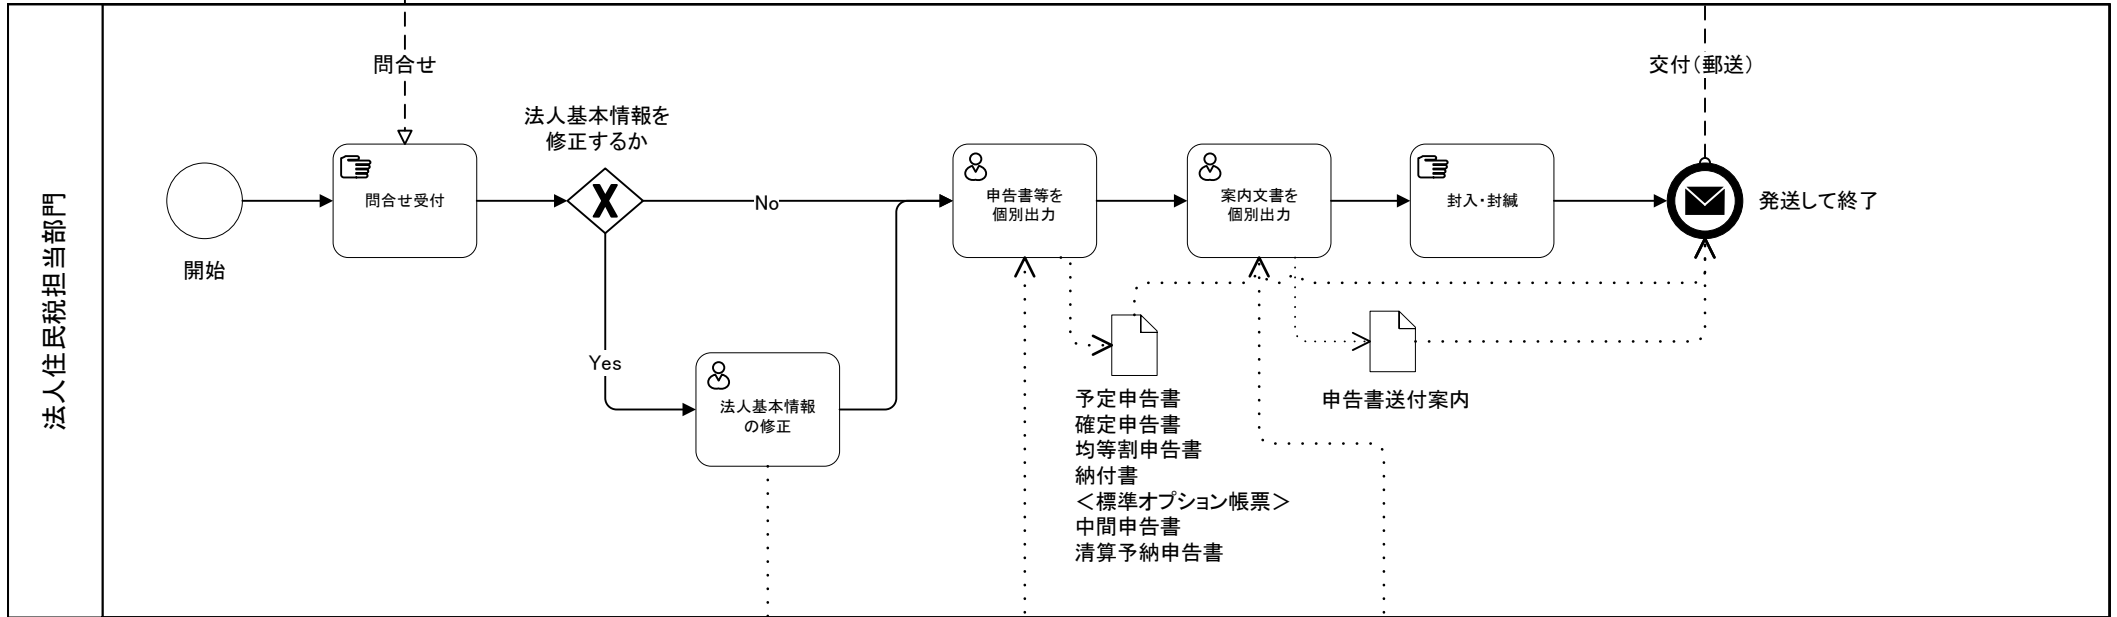 法人住民税担当部門
問合せ
交付（郵送）
法人基本情報を
修正するか
開始
問合せ受付
No
Yes
法人基本情報
の修正
申告書等を
個別出力
案内文書を
個別出力
封入・封緘
発送して終了
予定申告書
確定申告書
均等割申告書
納付書
＜標準オプション帳票＞
中間申告書
清算予納申告書
申告書送付案内